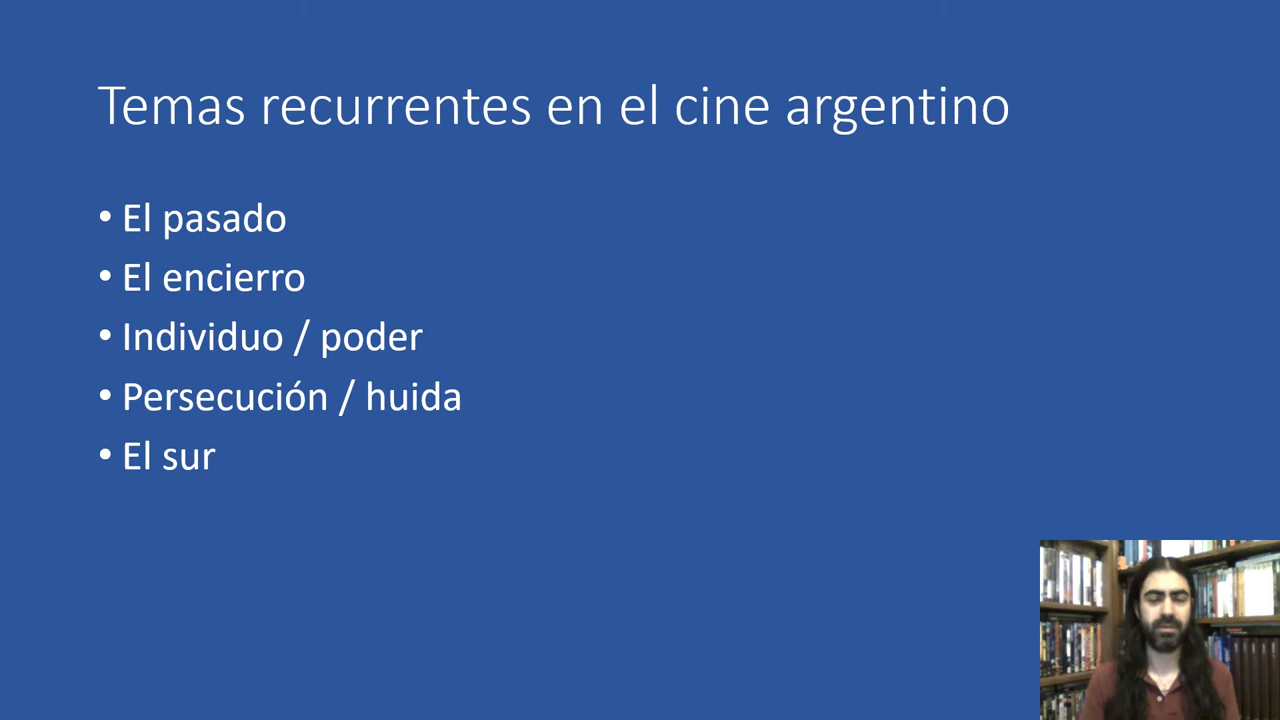 Temas recurrentes en el cine argentino
• El pasado
• El encierro
• Individuo / poder
• Persecución / huida
• El sur